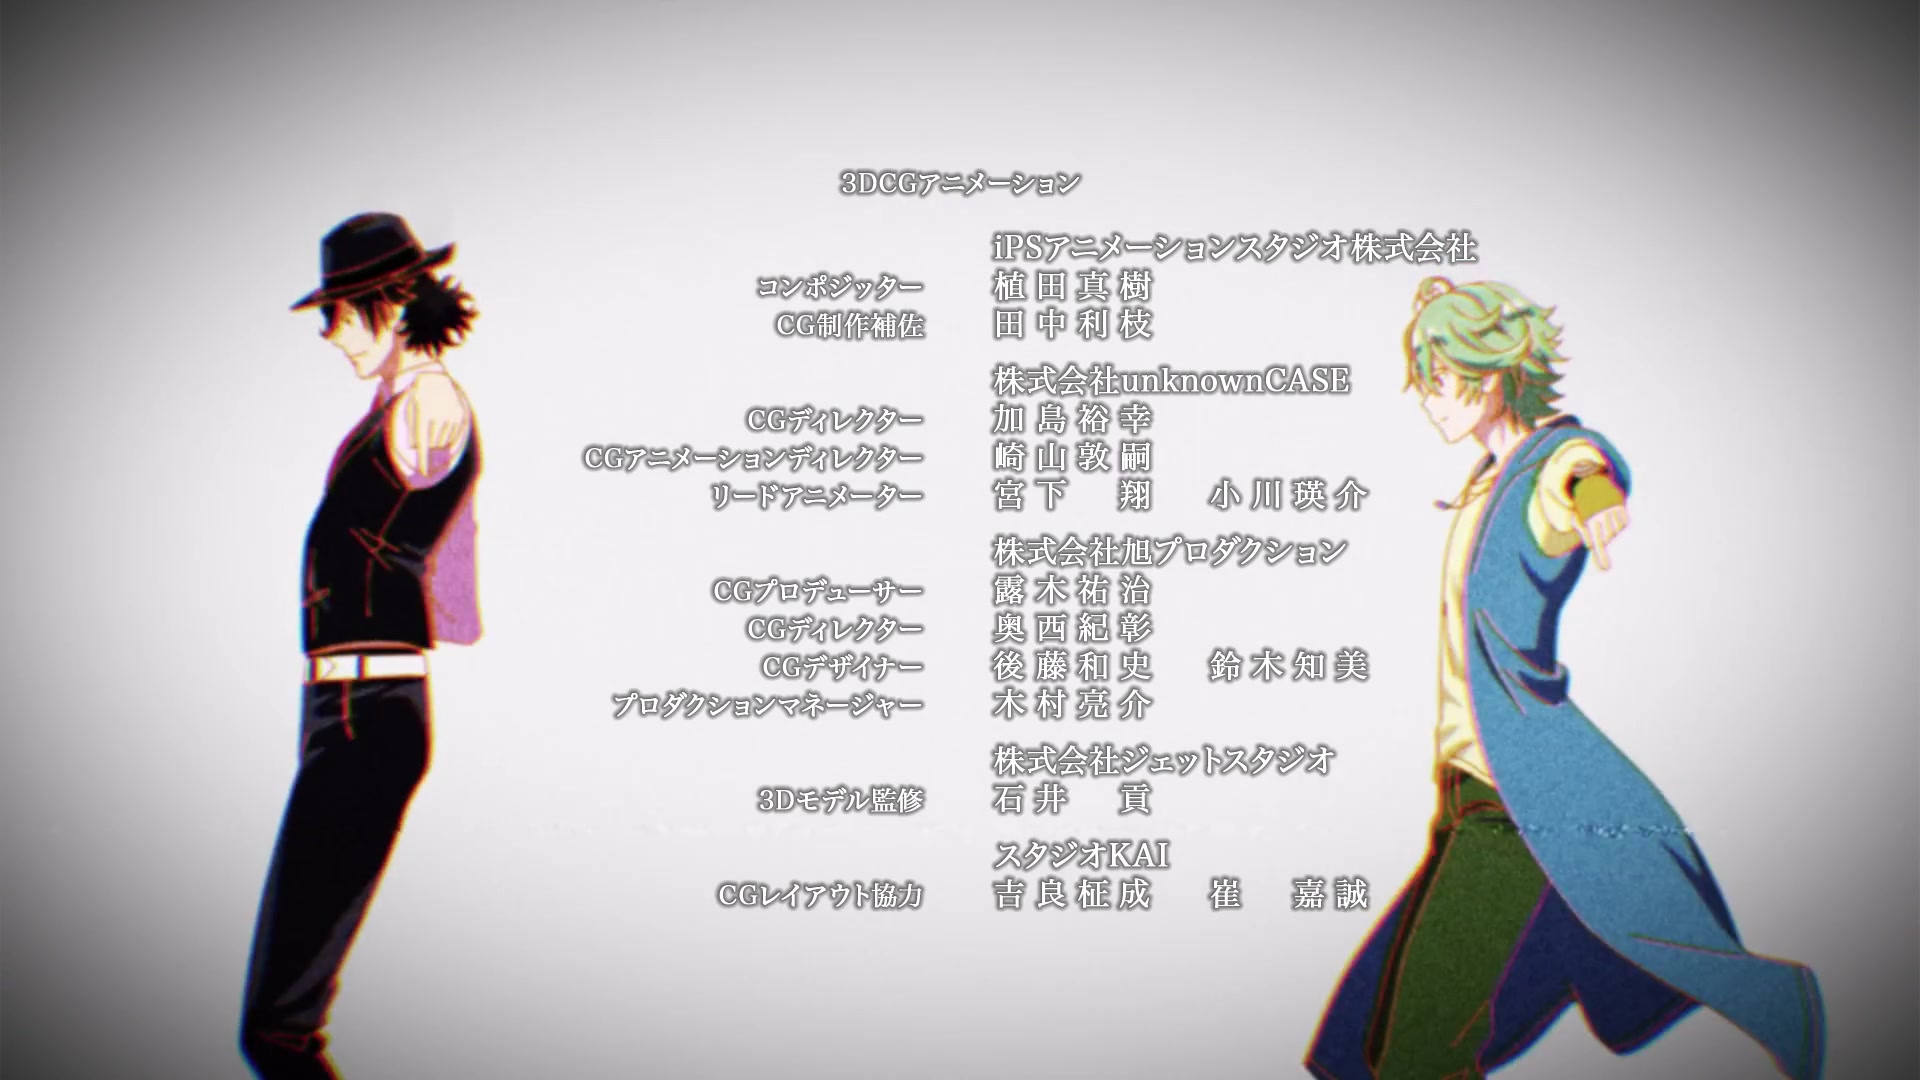 3DCGアニメーション
iPSアニメーションスタジオ株式会社
コンポジッター 植田真樹
CG制作補佐 田中利枝
株式会社unknownCASE
CGディレクター 加島裕幸
CGアニメーションディレクター 崎山敦嗣
リードアニメーター 宮下 翔 小川瑛介
株式会社旭プロダクション
CGプロデューサー 露木祐治
CGディレクター 奥西紀彰
CGデザイナー 後藤和史 鈴木知美
プロダクションマネージャー 木村亮介
株式会社ジェットスタジオ
3Dモデル監修 石井 貢
スタジオKAI
CGレイアウト協力 吉良柾成 崔 嘉誠